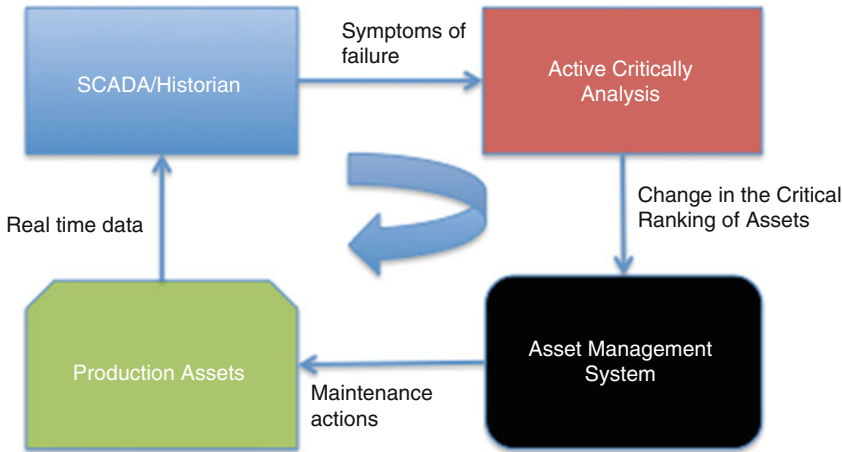 Symptoms of
failure
SCADA/Historian
Active Critically
Analysis
Real time data
Change in the Critical
Ranking of Assets
Production Assets
Maintenance
actions
Asset Management
System